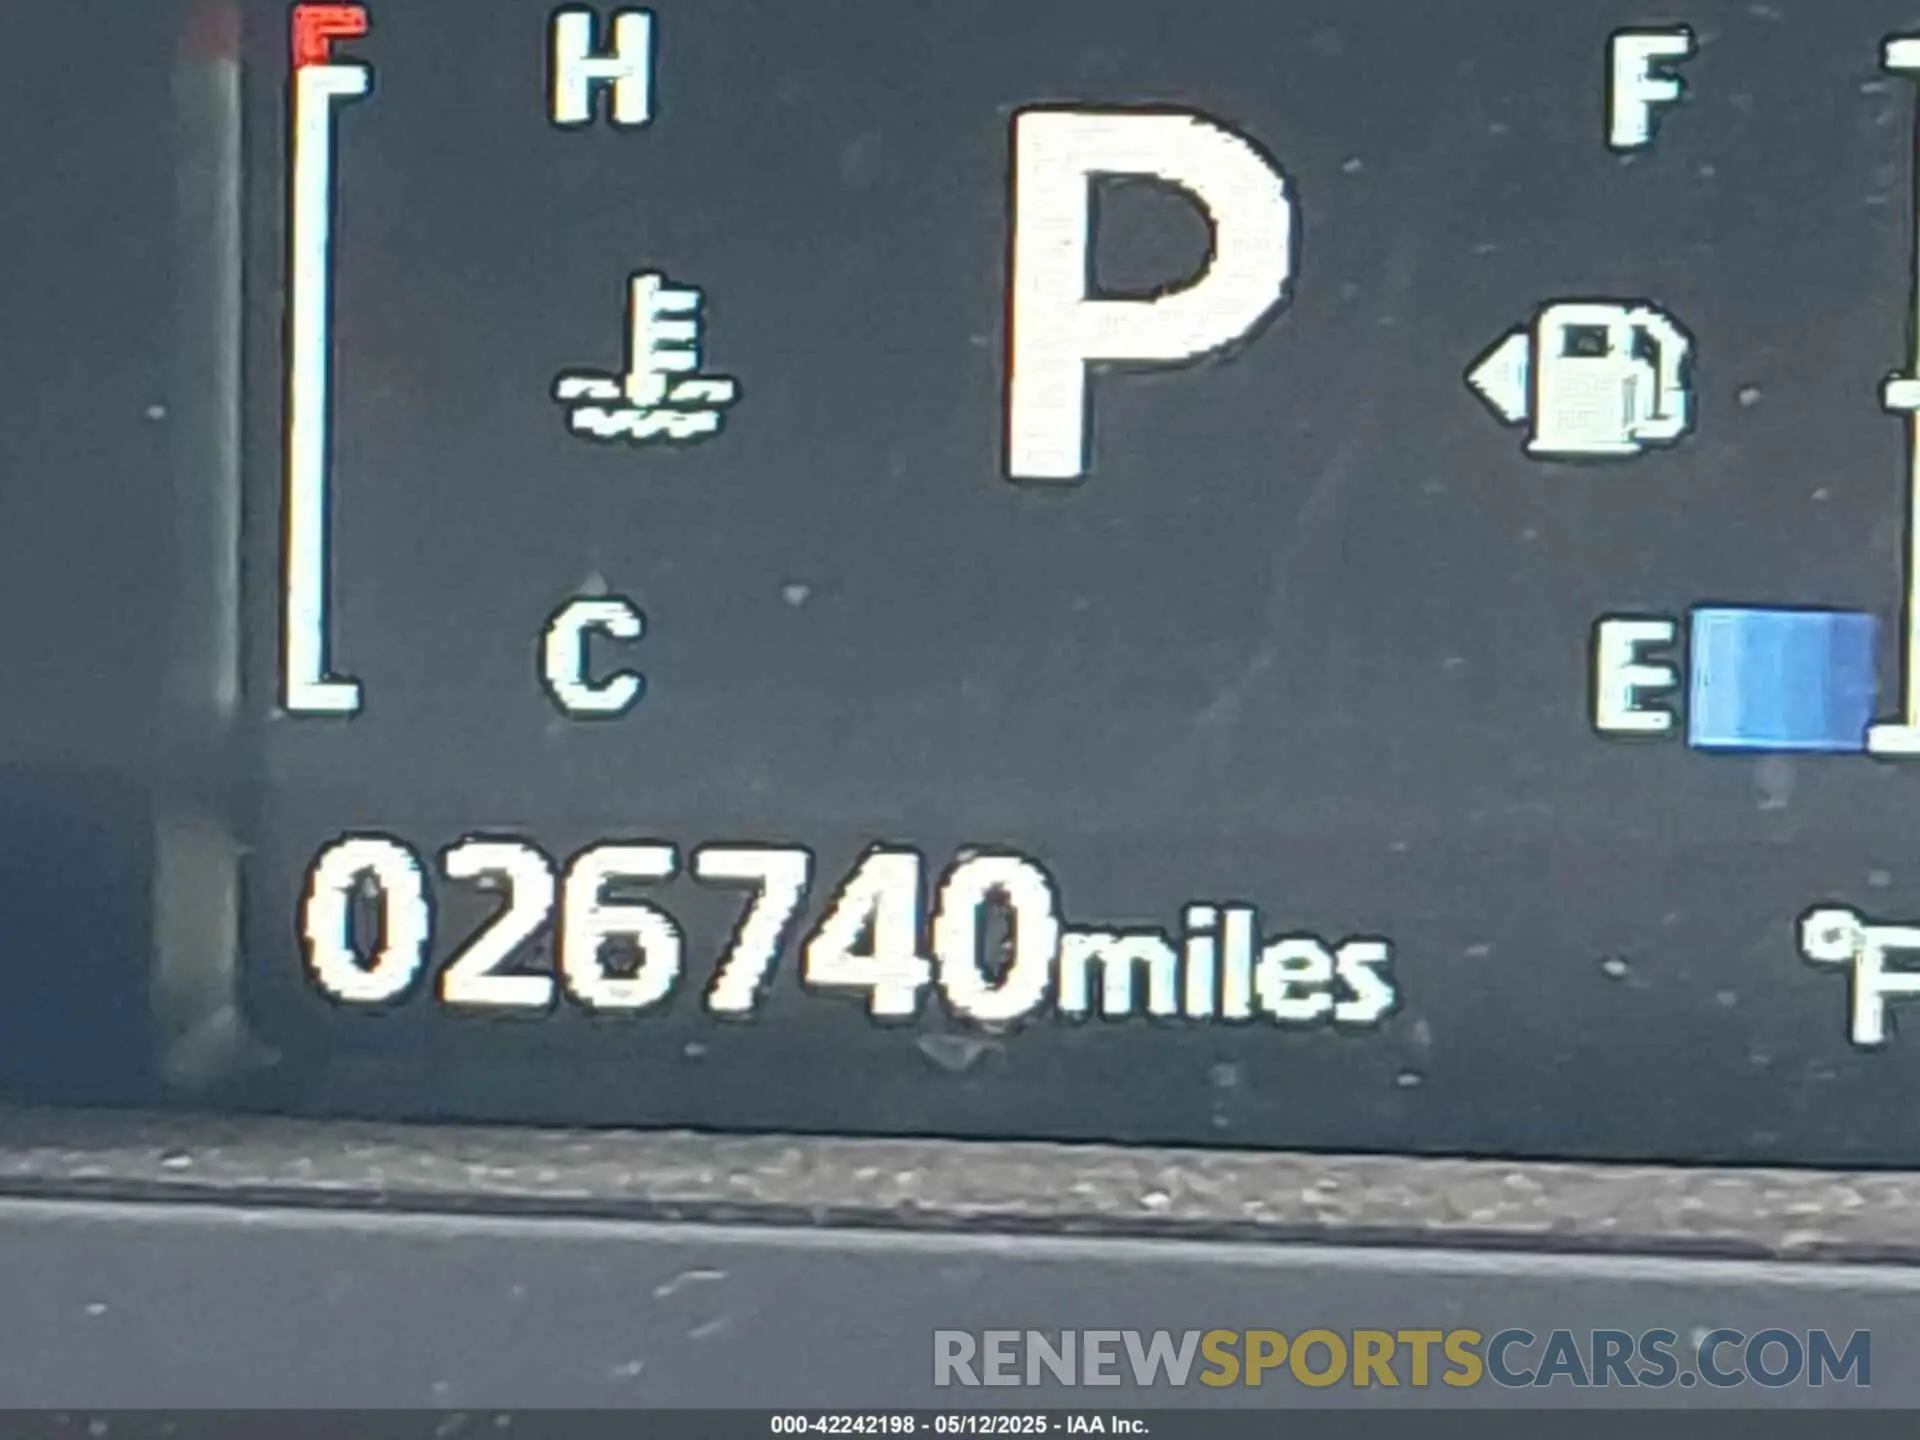 H
P
F
C
E
026740miles
°F
RENEWSPORTSCARS.COM
000-42242198 - 05/12/2025 - IAA Inc.